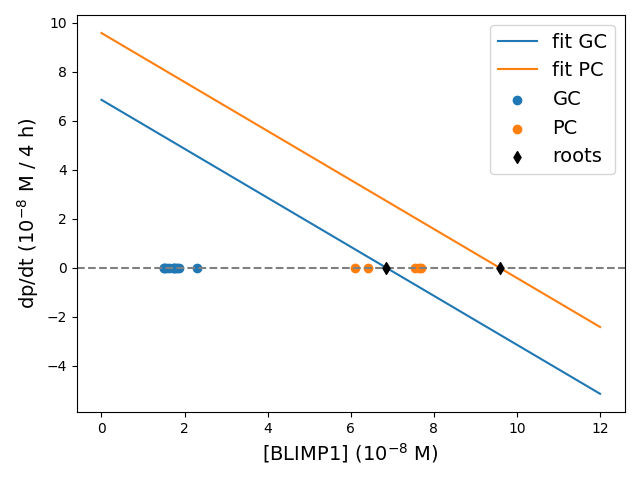 10
8
6
4
2
0
−2
−4
dp/dt (10⁻⁸ M / 4 h)
fit GC
fit PC
GC
PC
roots
0 2 4 6 8 10 12
[BLIMP1] (10⁻⁸ M)